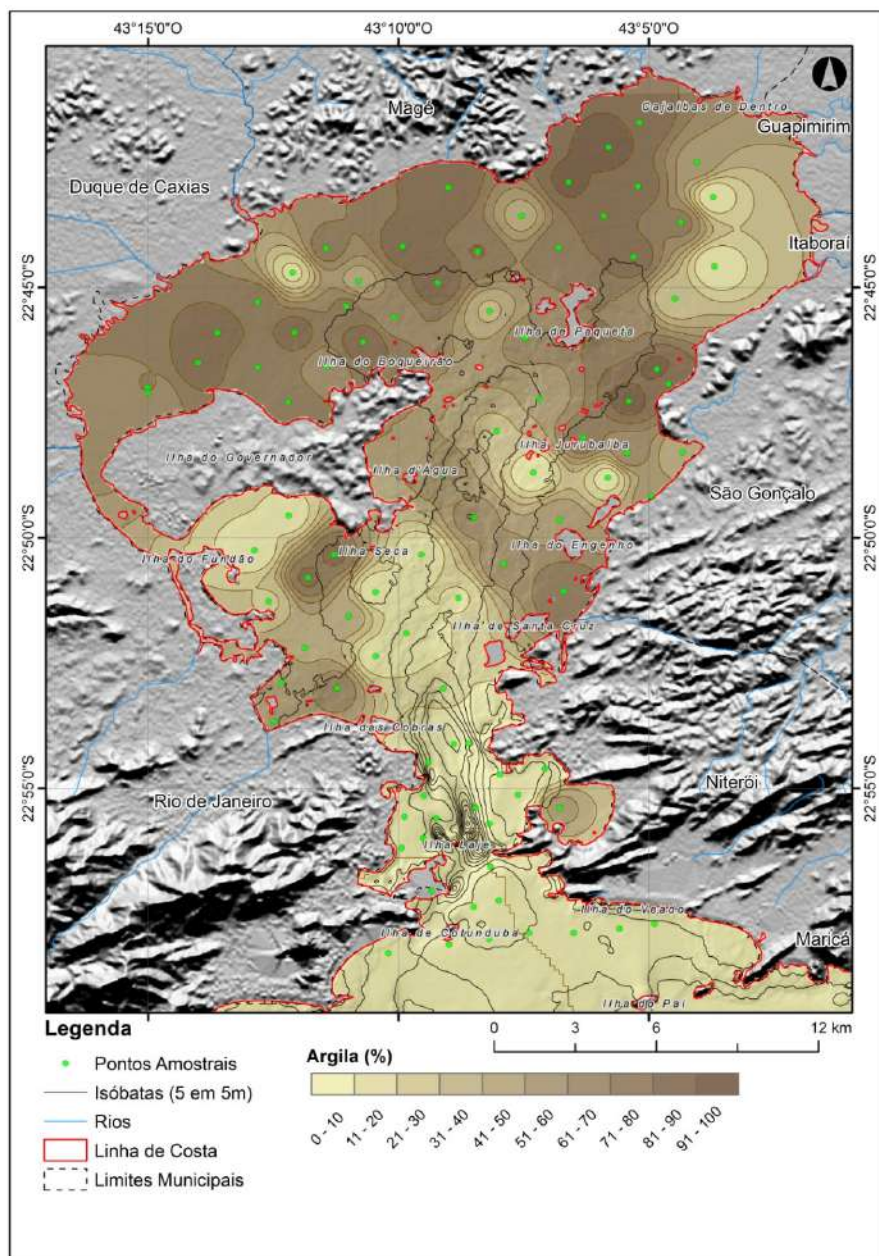 43°15'0"O 43°10'0"O 43°5'0"O
Magé
Cajaíbas de Dentro
Guapimirim
Duque de Caxias
Itaboraí
22°45'0"S 22°45'0"S
Ilha de Paquetá
Ilha do Boqueirão
Ilha Jurubaíba
Ilha do Governador
Ilha d'Água
São Gonçalo
22°50'0"S 22°50'0"S
Ilha do Fundão
Ilha Seca
Ilha do Engenho
Ilha de Santa Cruz
Ilha das Cobras
22°55'0"S 22°55'0"S
Rio de Janeiro
Niterói
Ilha Laje
Ilha do Veado
Ilha de Cotunduba
Maricá
Ilha do Pai
Legenda
0 3 6 12 km
Pontos Amostrais
Argila (%)
Isóbatas (5 em 5m)
Rios
0 - 10 11 - 20 21 - 30 31 - 40 41 - 50 51 - 60 61 - 70 71 - 80 81 - 90 91 - 100
Linha de Costa
Limites Municipais